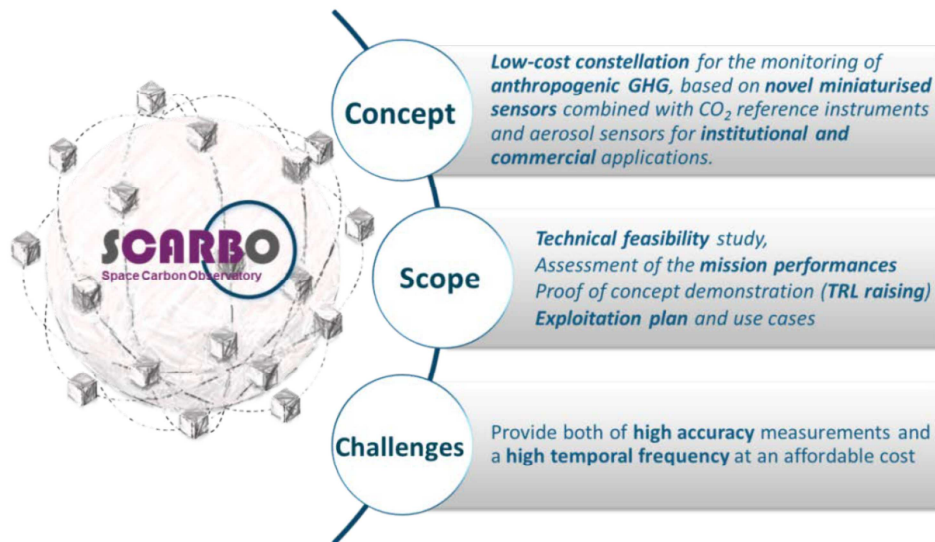 SCARBO
Space Carbon Observatory
Concept
Low-cost constellation for the monitoring of
anthropogenic GHG, based on novel miniaturised
sensors combined with CO₂ reference instruments
and aerosol sensors for institutional and
commercial applications.
Scope
Technical feasibility study,
Assessment of the mission performances
Proof of concept demonstration (TRL raising)
Exploitation plan and use cases
Challenges
Provide both of high accuracy measurements and
a high temporal frequency at an affordable cost